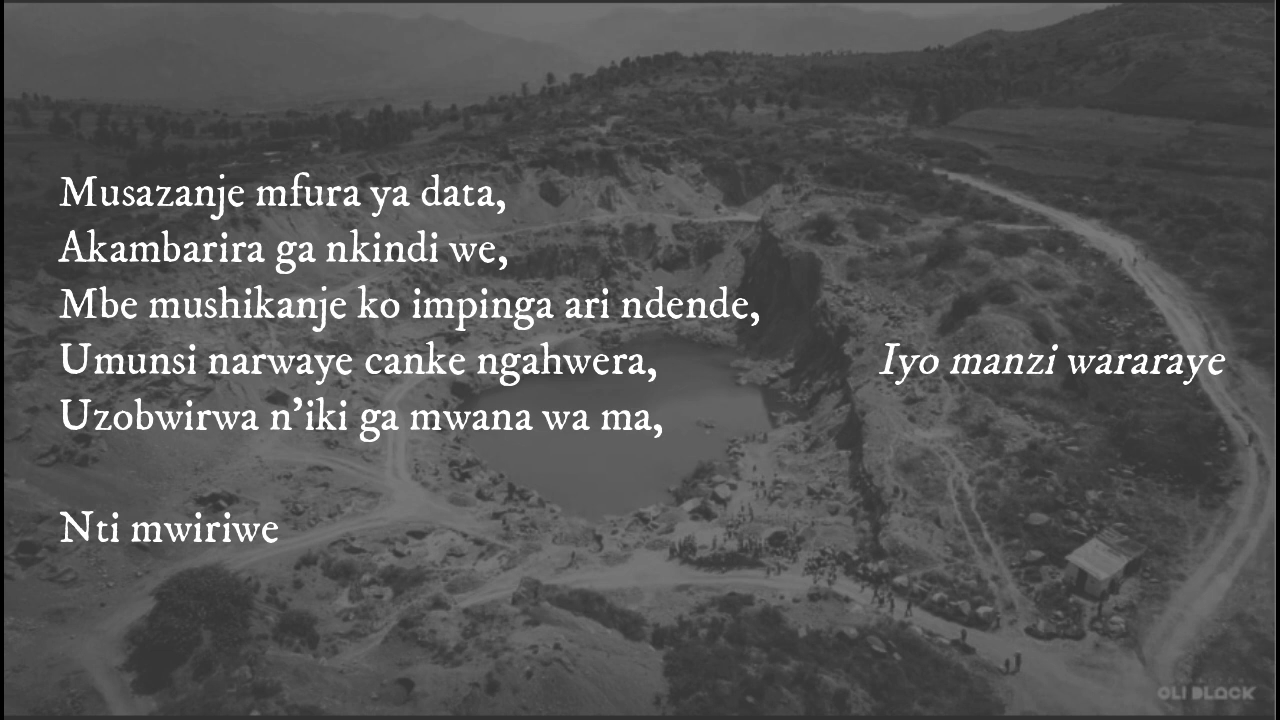 Musazanje mfura ya data,
Akambarira ga nkindi we,
Mbe mushikanje ko impinga ari ndende,
Umunsi narwaye canke ngahwera,
Uzobwirwa n’iki ga mwana wa ma,
Nti mwiriwe
Iyo manzi wararaye
OLI BLACK